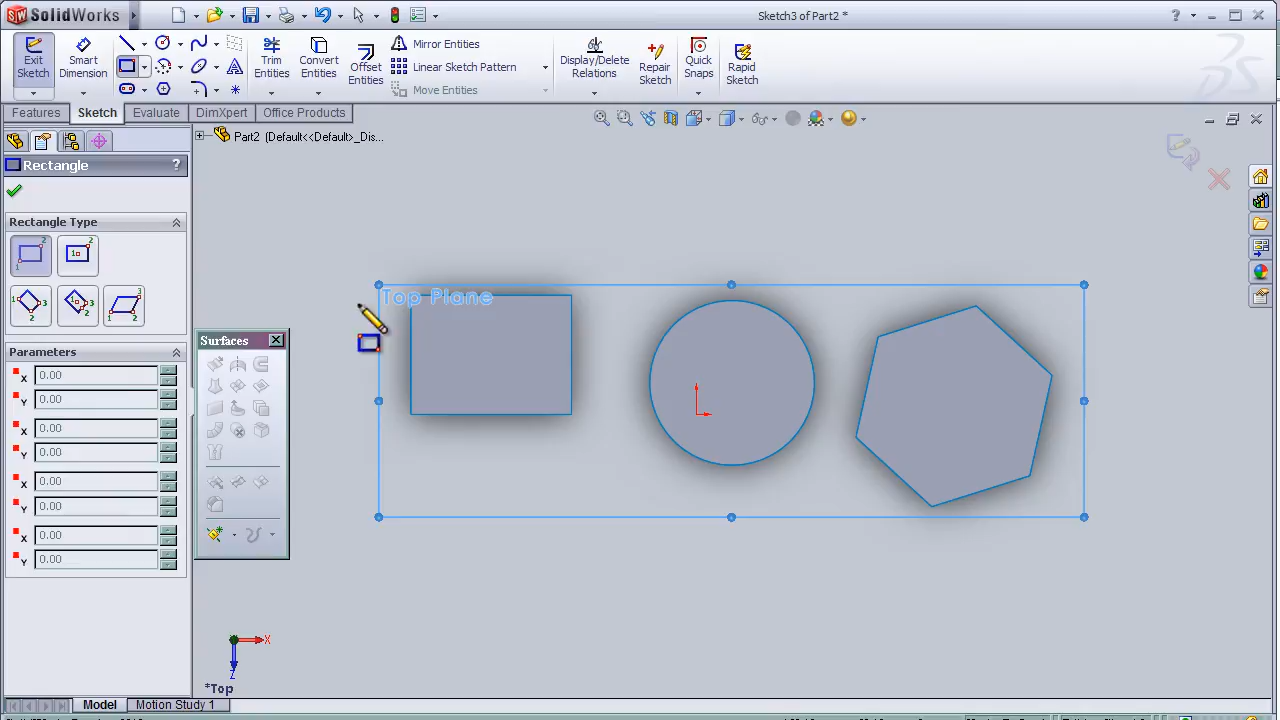 SolidWorks
Sketch3 of Part2 *
Exit Sketch
Smart Dimension
Trim Entities
Convert Entities
Offset Entities
Mirror Entities
Linear Sketch Pattern
Move Entities
Display/Delete Relations
Repair Sketch
Quick Snaps
Rapid Sketch
Features
Sketch
Evaluate
DimXpert
Office Products
Part2 (Default<<Default>_Dis...
Rectangle
?
Rectangle Type
Top Plane
Surfaces
Parameters
X 0.00
Y 0.00
X 0.00
Y 0.00
X 0.00
Y 0.00
X 0.00
Y 0.00
X
Z
*Top
Model
Motion Study 1